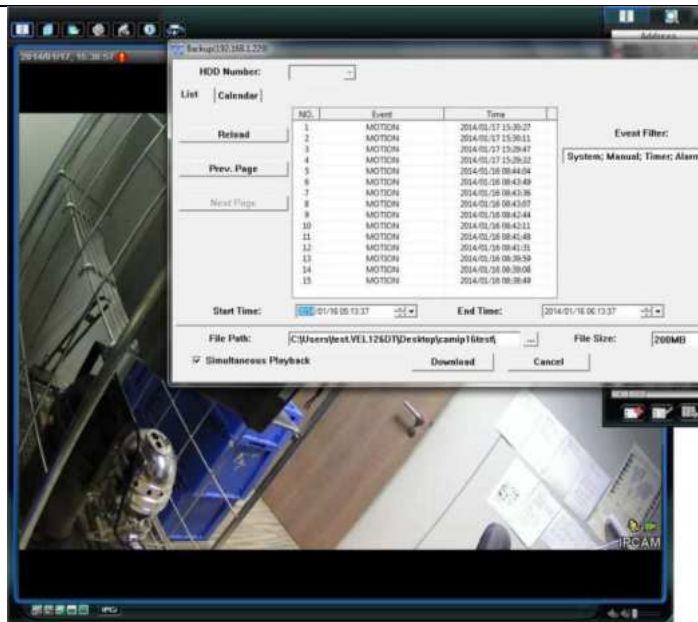 Address
2014/01/17, 15:38:57
Backup(192.168.1.229)
HDD Number:
List Calendar
NO. Event Time
Reload
Prev. Page
Next Page
1 MOTION 2014/01/17 15:30:27
2 MOTION 2014/01/17 15:30:11
3 MOTION 2014/01/17 15:29:47
4 MOTION 2014/01/17 15:29:32
5 MOTION 2014/01/16 08:44:04
6 MOTION 2014/01/16 08:43:49
7 MOTION 2014/01/16 08:43:36
8 MOTION 2014/01/16 08:43:07
9 MOTION 2014/01/16 08:42:44
10 MOTION 2014/01/16 08:42:11
11 MOTION 2014/01/16 08:41:48
12 MOTION 2014/01/16 08:41:31
13 MOTION 2014/01/16 08:39:59
14 MOTION 2014/01/16 08:39:08
15 MOTION 2014/01/16 08:38:49
Event Filter:
System; Manual; Timer; Alarm
Start Time: 2014/01/16 05:13:37 End Time: 2014/01/16 06:13:37
File Path: C:\Users\test.VEL126DT\Desktop\camip16test\ ... File Size: 200MB
Simultaneous Playback Download Cancel
IPCAM